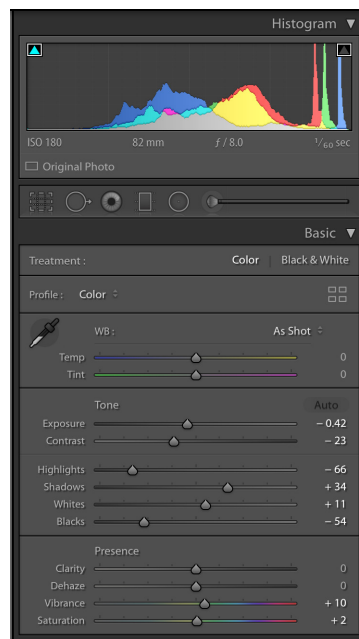 Histogram
ISO 180 82 mm ƒ / 8.0 1/60 sec
Original Photo
Basic
Treatment : Color Black & White
Profile : Color
WB : As Shot
Temp 0
Tint 0
Tone Auto
Exposure − 0.42
Contrast − 23
Highlights − 66
Shadows + 34
Whites + 11
Blacks − 54
Presence
Clarity 0
Dehaze 0
Vibrance + 10
Saturation + 2